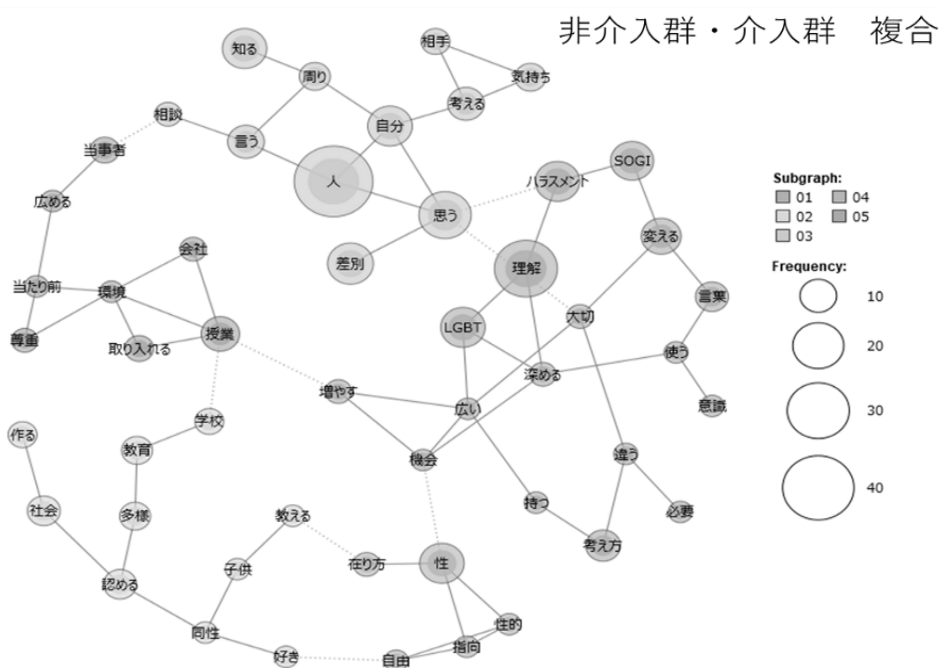 非介入群・介入群　複合
知る
相手
周り
気持ち
考える
相談
自分
言う
当事者
SOGI
人
ハラスメント
広める
思う
変える
会社
差別
理解
当たり前
環境
言葉
大切
LGBT
授業
尊重
取り入れる
使う
深める
増やす
広い
意識
学校
作る
教育
機会
違う
持つ
社会
多様
教える
必要
考え方
在り方
性
子供
認める
性的
同性
指向
好き
自由
Subgraph:
01 04
02 05
03
Frequency:
10
20
30
40